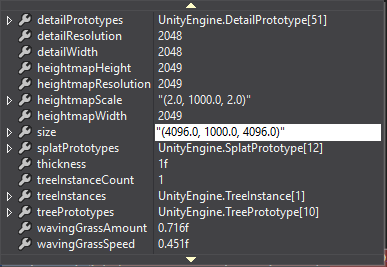 detailPrototypes UnityEngine.DetailPrototype[51]
detailResolution 2048
detailWidth 2048
heightmapHeight 2049
heightmapResolution 2049
heightmapScale "(2.0, 1000.0, 2.0)"
heightmapWidth 2049
size "(4096.0, 1000.0, 4096.0)"
splatPrototypes UnityEngine.SplatPrototype[12]
thickness 1f
treeInstanceCount 1
treeInstances UnityEngine.TreeInstance[1]
treePrototypes UnityEngine.TreePrototype[10]
wavingGrassAmount 0.716f
wavingGrassSpeed 0.451f